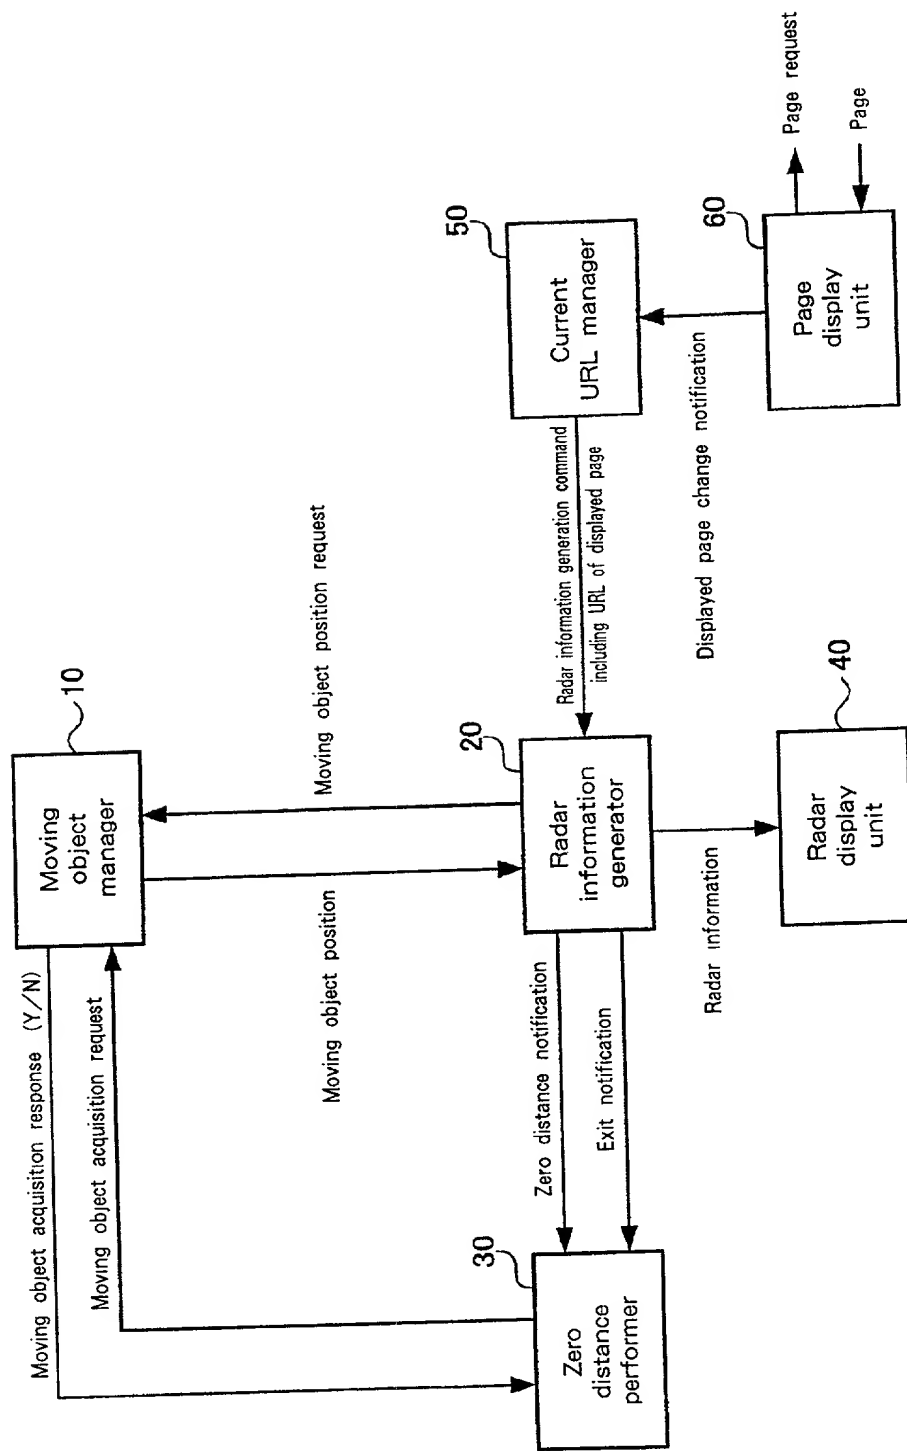 Moving object acquisition response (Y/N)
Moving object acquisition request
10
Moving
object
manager
Moving object position
Moving object position request
30
Zero
distance
performer
Zero distance notification
Exit notification
20
Radar
information
generator
Radar information generation command
including URL of displayed page
50
Current
URL manager
Radar information
40
Radar
display
unit
Displayed page change notification
60
Page
display
unit
Page request
Page